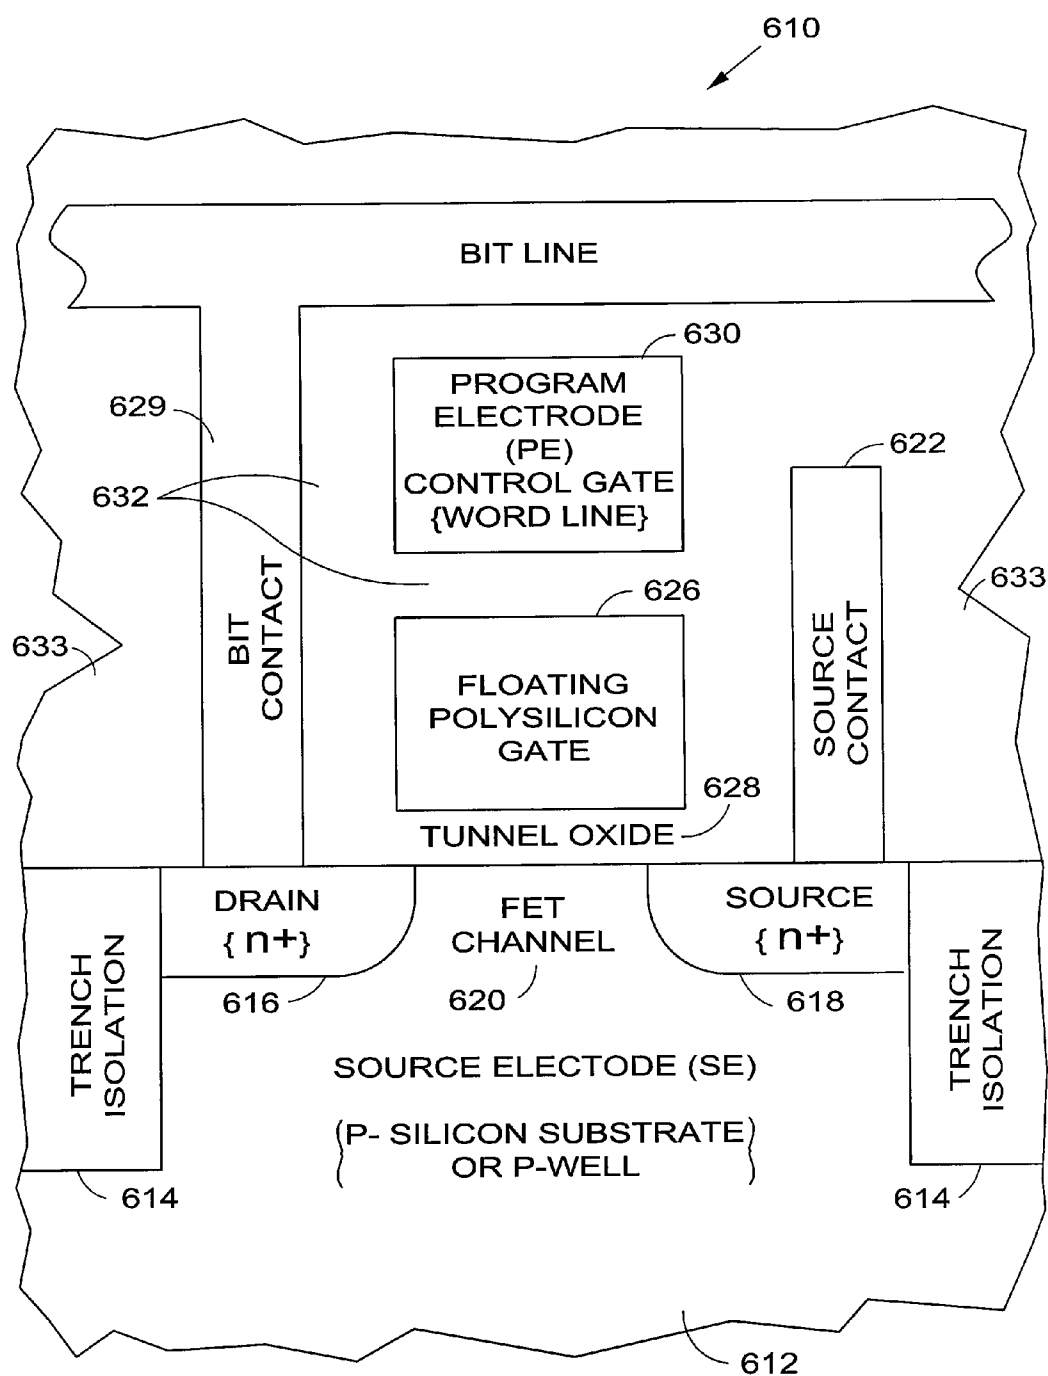 610
BIT LINE
630
PROGRAM
ELECTRODE
(PE)
CONTROL GATE
{WORD LINE}
629
622
632
BIT
CONTACT
626
633
633
FLOATING
POLYSILICON
GATE
SOURCE
CONTACT
628
TUNNEL OXIDE
DRAIN
{n+}
FET
CHANNEL
SOURCE
{n+}
616
620
618
TRENCH
ISOLATION
TRENCH
ISOLATION
SOURCE ELECTODE (SE)
{P- SILICON SUBSTRATE}
OR P-WELL
614
614
612